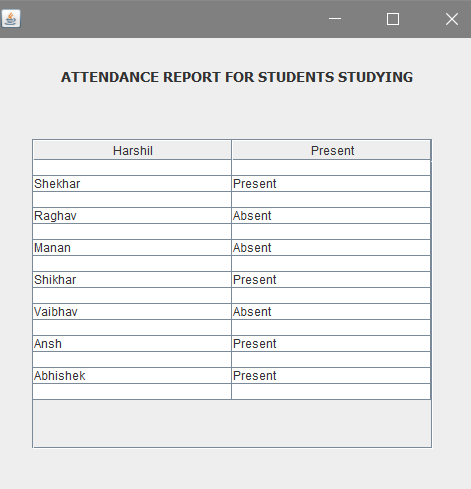 ATTENDANCE REPORT FOR STUDENTS STUDYING
Harshil Present
Shekhar Present
Raghav Absent
Manan Absent
Shikhar Present
Vaibhav Absent
Ansh Present
Abhishek Present